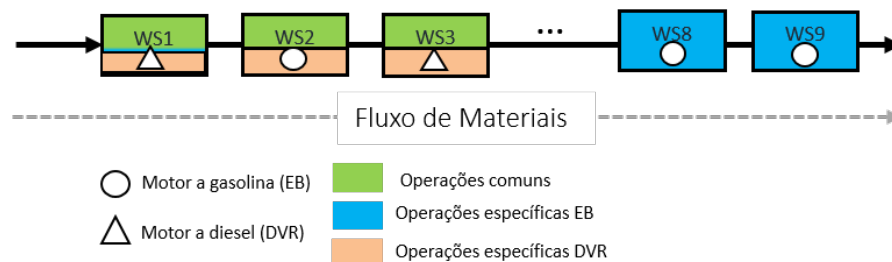 WS1 WS2 WS3 ... WS8 WS9
Fluxo de Materiais
Motor a gasolina (EB)
Motor a diesel (DVR)
Operações comuns
Operações específicas EB
Operações específicas DVR